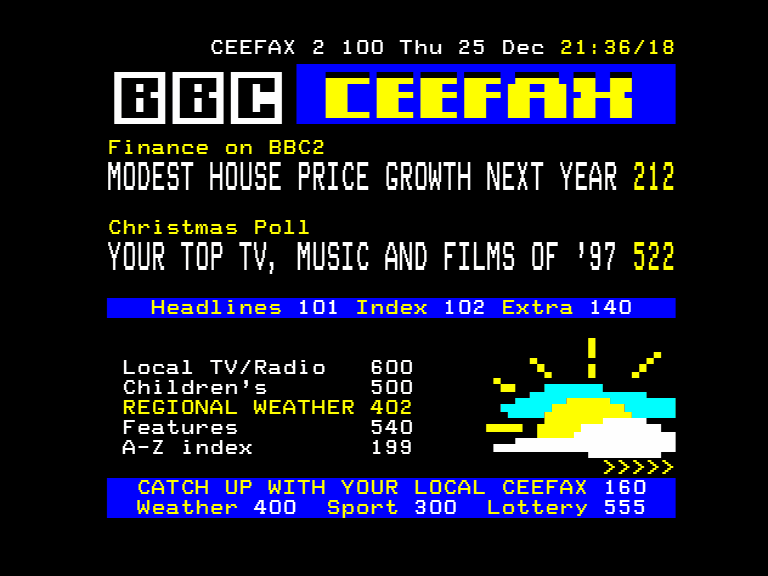 CEEFAX 2 100 Thu 25 Dec 21:36/18
BBC CEEFAX
Finance on BBC2
MODEST HOUSE PRICE GROWTH NEXT YEAR 212
Christmas Poll
YOUR TOP TV, MUSIC AND FILMS OF '97 522
Headlines 101 Index 102 Extra 140
Local TV/Radio 600
Children's 500
REGIONAL WEATHER 402
Features 540
A-Z index 199
>>>>>
CATCH UP WITH YOUR LOCAL CEEFAX 160
Weather 400 Sport 300 Lottery 555